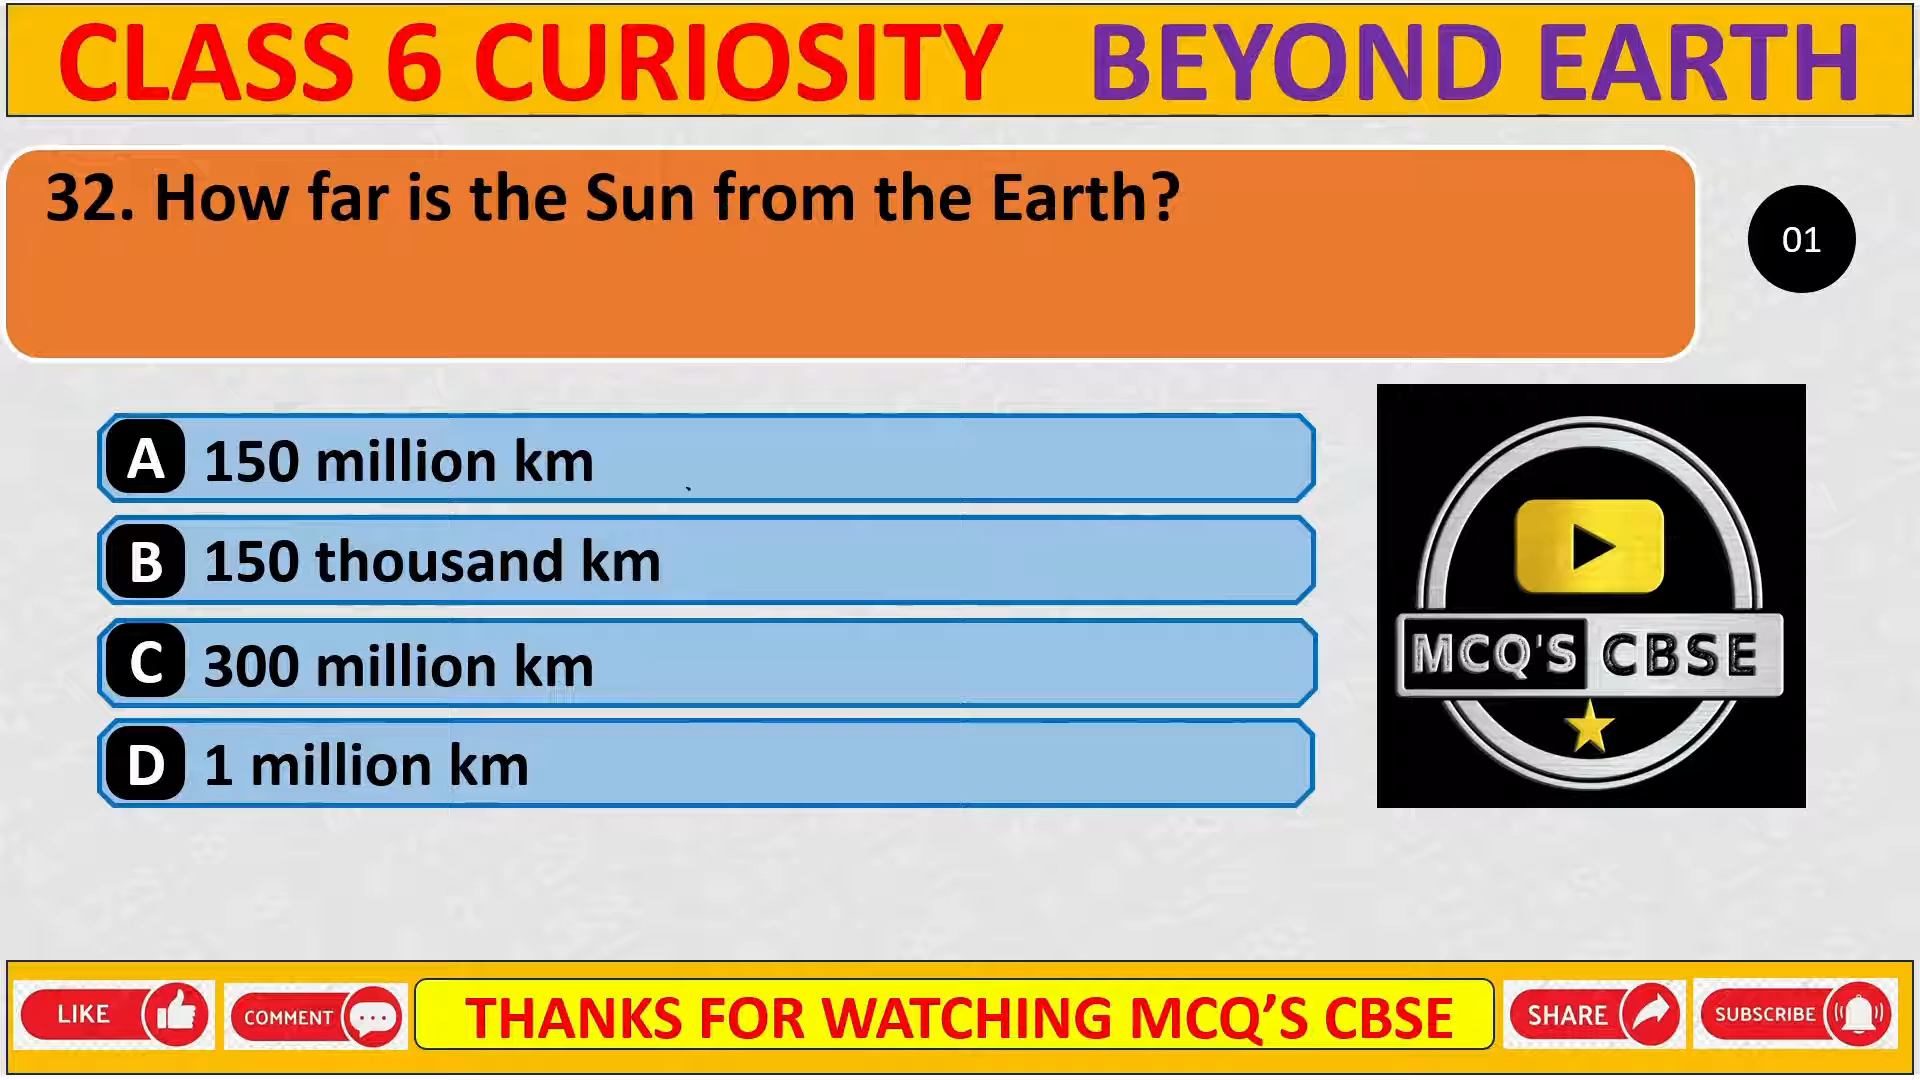 CLASS 6 CURIOSITY BEYOND EARTH
32. How far is the Sun from the Earth?
01
A 150 million km
B 150 thousand km
C 300 million km
D 1 million km
MCQ'S CBSE
LIKE
COMMENT
THANKS FOR WATCHING MCQ’S CBSE
SHARE
SUBSCRIBE